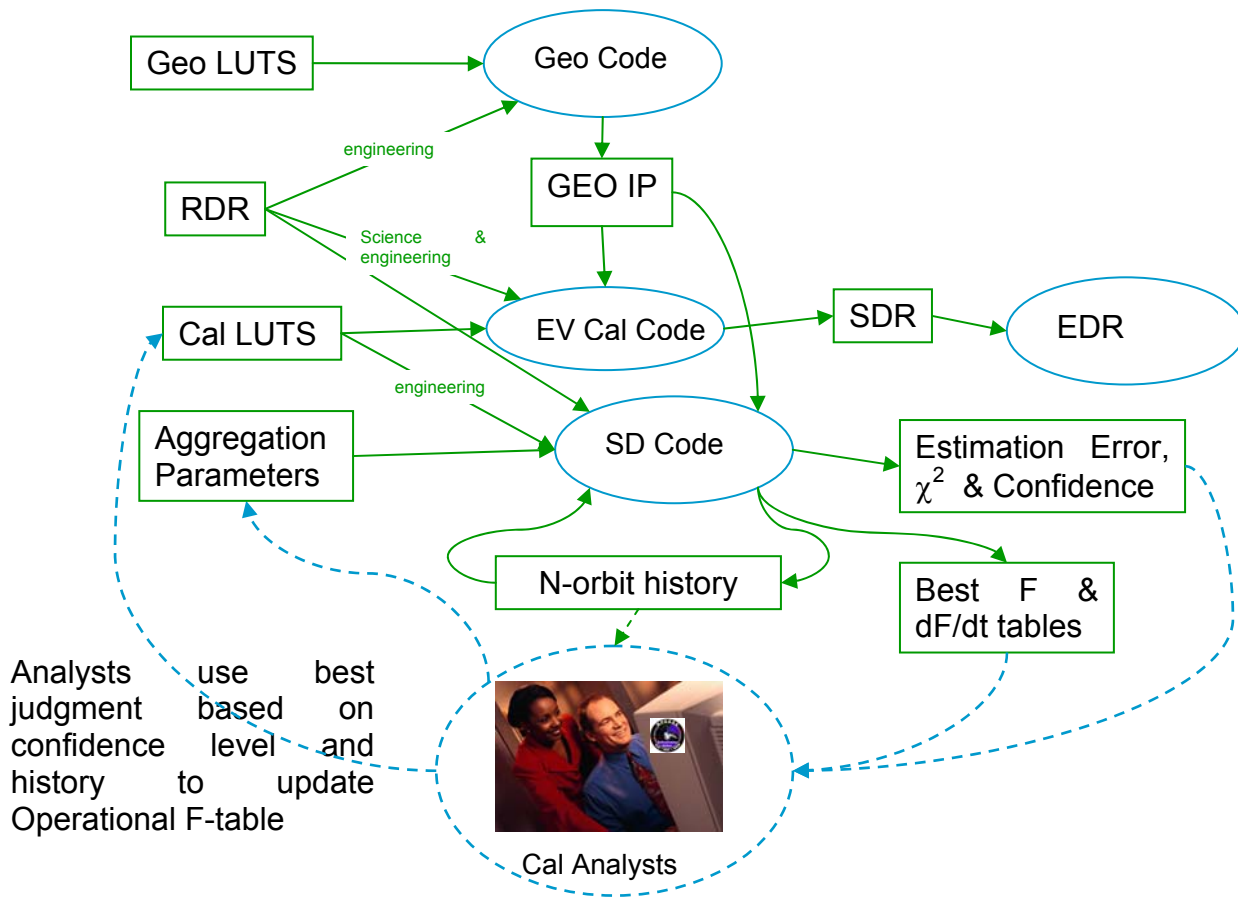 Geo LUTS
Geo Code
engineering
GEO IP
RDR
Science &
engineering
Cal LUTS
EV Cal Code
SDR
EDR
engineering
Aggregation
Parameters
SD Code
Estimation Error,
χ² & Confidence
N-orbit history
Best F &
dF/dt tables
Analysts use best
judgment based on
confidence level and
history to update
Operational F-table
Cal Analysts